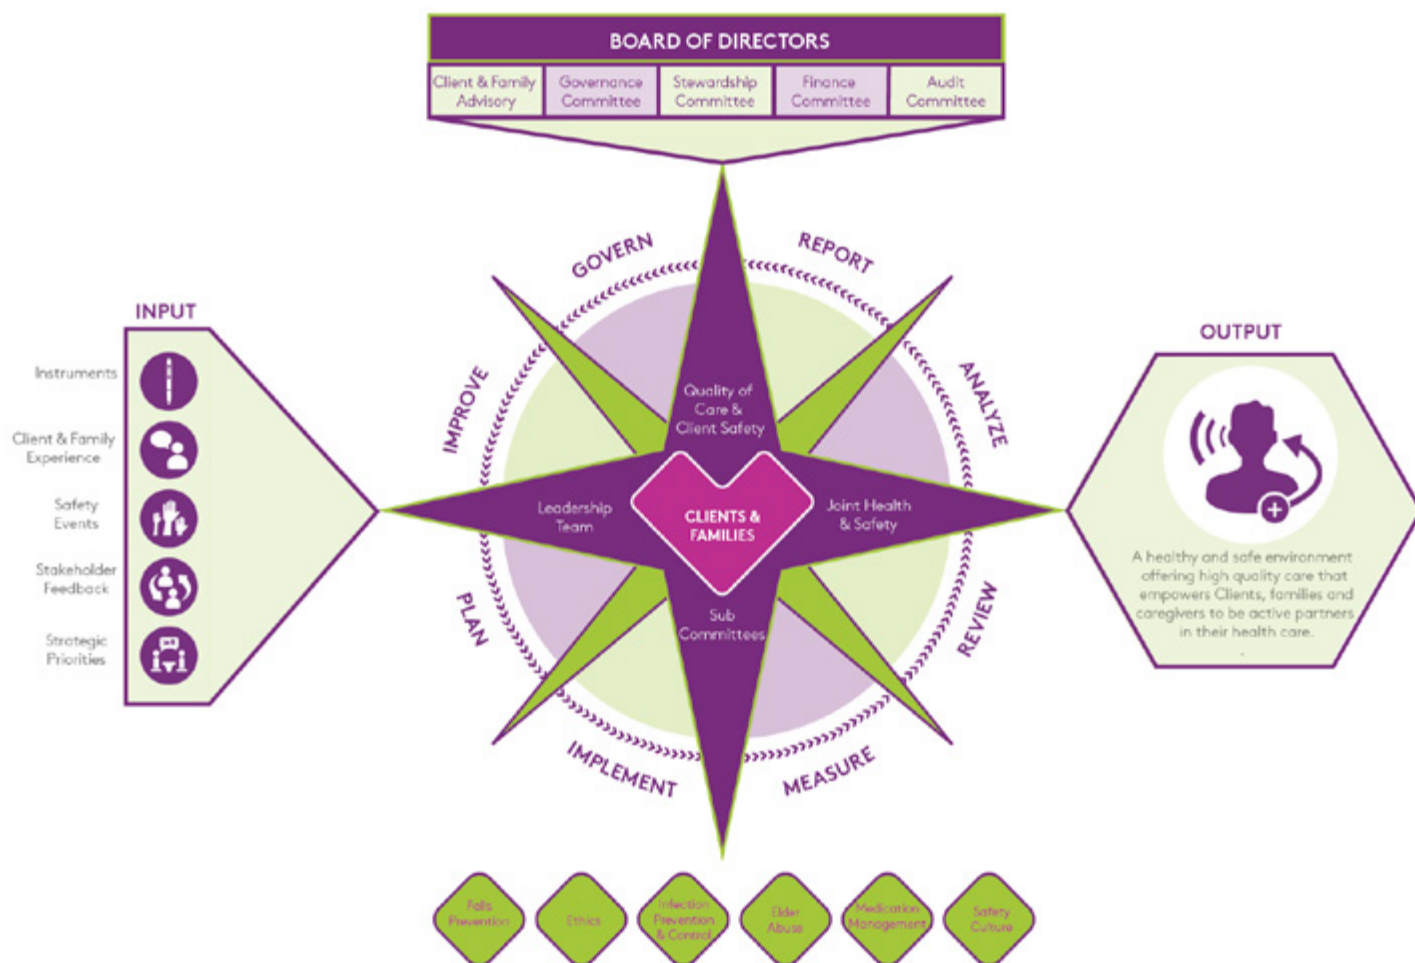 BOARD OF DIRECTORS
Client & Family
Advisory
Governance
Committee
Stewardship
Committee
Finance
Committee
Audit
Committee
GOVERN
REPORT
IMPROVE
ANALYZE
PLAN
REVIEW
IMPLEMENT
MEASURE
INPUT
Instruments
Client & Family
Experience
Safety
Events
Stakeholder
Feedback
Strategic
Priorities
Quality of
Care &
Client Safety
Leadership
Team
CLIENTS &
FAMILIES
Joint Health
& Safety
Sub
Committees
OUTPUT
A healthy and safe environment
offering high quality care that
empowers Clients, families and
caregivers to be active partners
in their health care.
.
Falls
Prevention
Ethics
Infection
Prevention
& Control
Elder
Abuse
Medication
Management
Safety
Culture